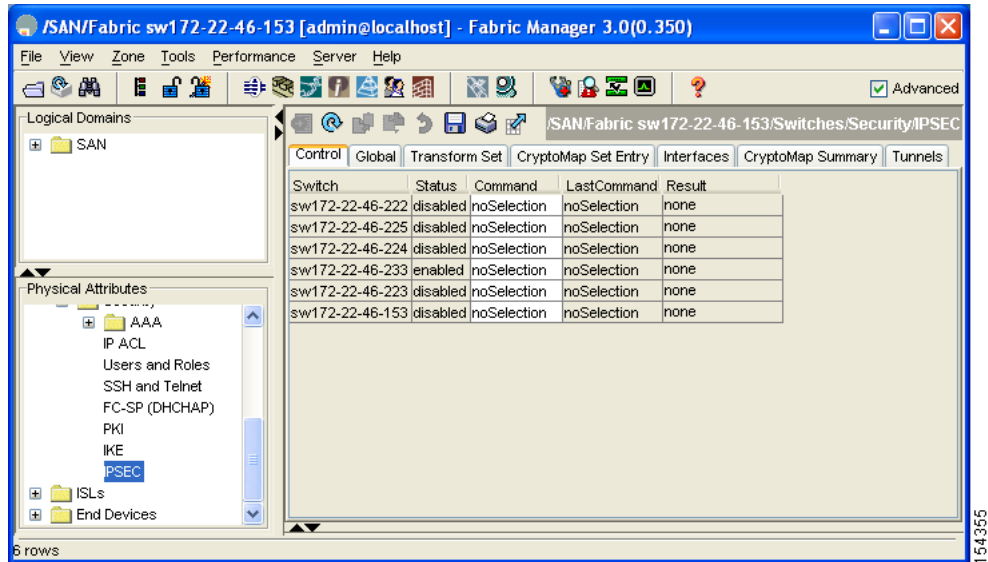 /SAN/Fabric sw172-22-46-153 [admin@localhost] - Fabric Manager 3.0(0.350)
File View Zone Tools Performance Server Help
Advanced
Logical Domains
SAN
/SAN/Fabric sw172-22-46-153/Switches/Security/IPSEC
Control Global Transform Set CryptoMap Set Entry Interfaces CryptoMap Summary Tunnels
Switch Status Command LastCommand Result
sw172-22-46-222 disabled noSelection noSelection none
sw172-22-46-225 disabled noSelection noSelection none
sw172-22-46-224 disabled noSelection noSelection none
sw172-22-46-233 enabled noSelection noSelection none
sw172-22-46-223 disabled noSelection noSelection none
sw172-22-46-153 disabled noSelection noSelection none
Physical Attributes
Security
AAA
IP ACL
Users and Roles
SSH and Telnet
FC-SP (DHCHAP)
PKI
IKE
IPSEC
ISLs
End Devices
6 rows
154355